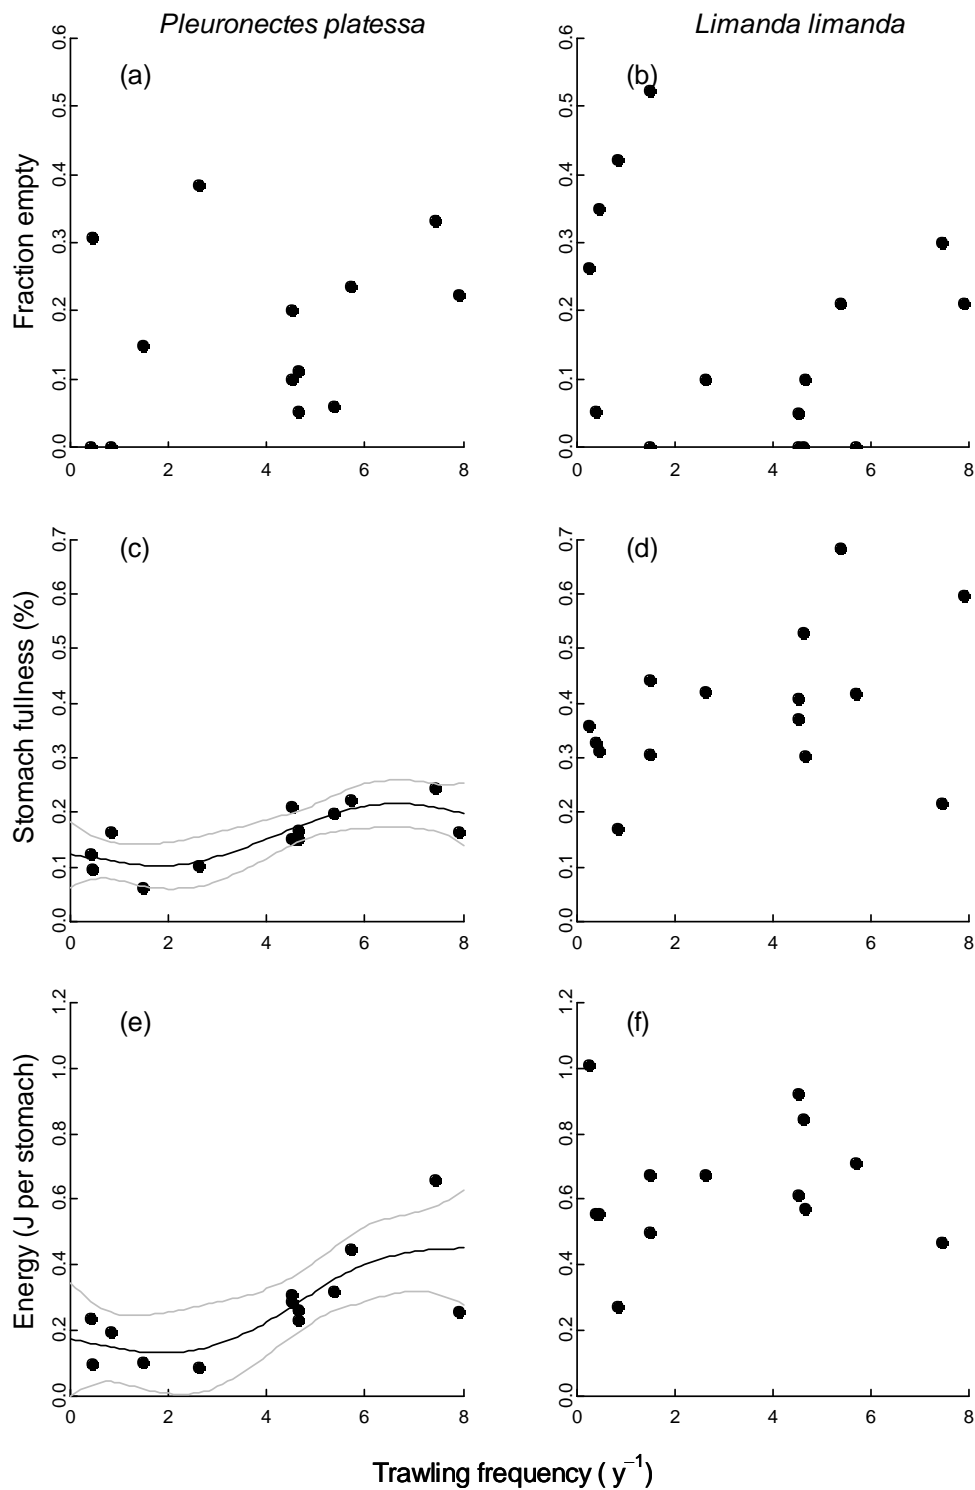 Pleuronectes platessa
Limanda limanda
(a)
(b)
Fraction empty
0.0 0.1 0.2 0.3 0.4 0.5 0.6
0.0 0.1 0.2 0.3 0.4 0.5 0.6
0 2 4 6 8
0 2 4 6 8
(c)
(d)
Stomach fullness (%)
0.0 0.1 0.2 0.3 0.4 0.5 0.6 0.7
0.0 0.1 0.2 0.3 0.4 0.5 0.6 0.7
0 2 4 6 8
0 2 4 6 8
(e)
(f)
Energy (J per stomach)
0.0 0.2 0.4 0.6 0.8 1.0 1.2
0.0 0.2 0.4 0.6 0.8 1.0 1.2
0 2 4 6 8
0 2 4 6 8
Trawling frequency ( y⁻¹)